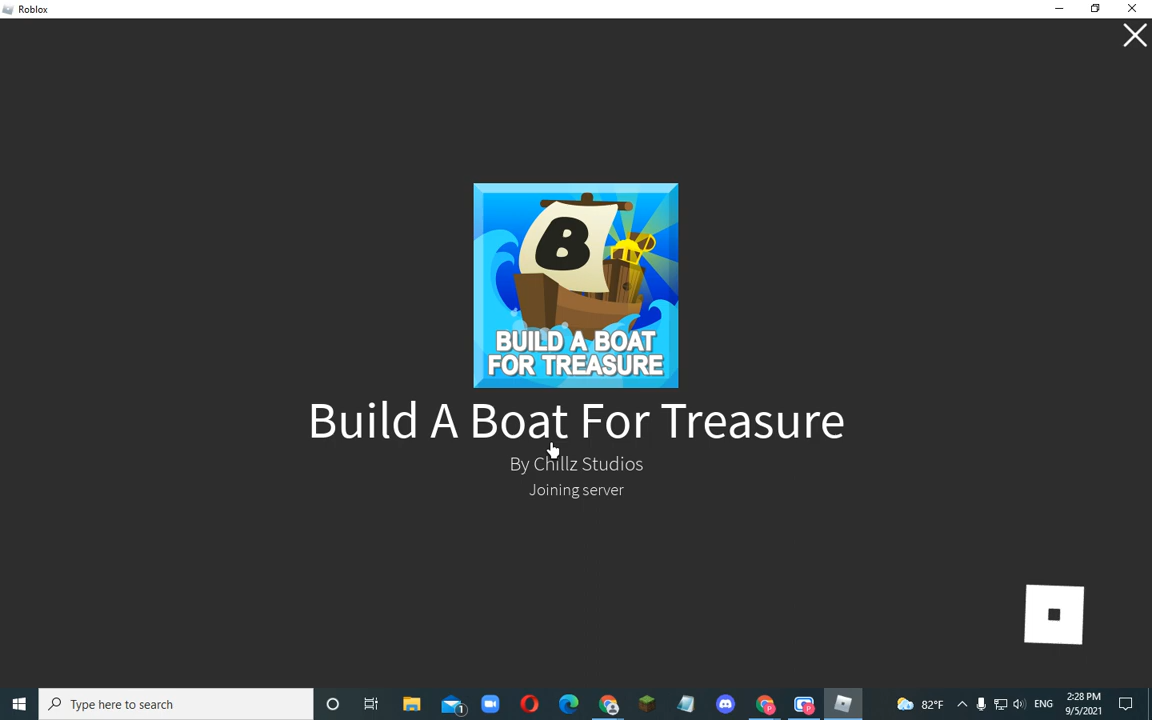 Roblox
B
BUILD A BOAT
FOR TREASURE
Build A Boat For Treasure
By Chillz Studios
Joining server
Type here to search
1
82°F
ENG
2:28 PM
9/5/2021